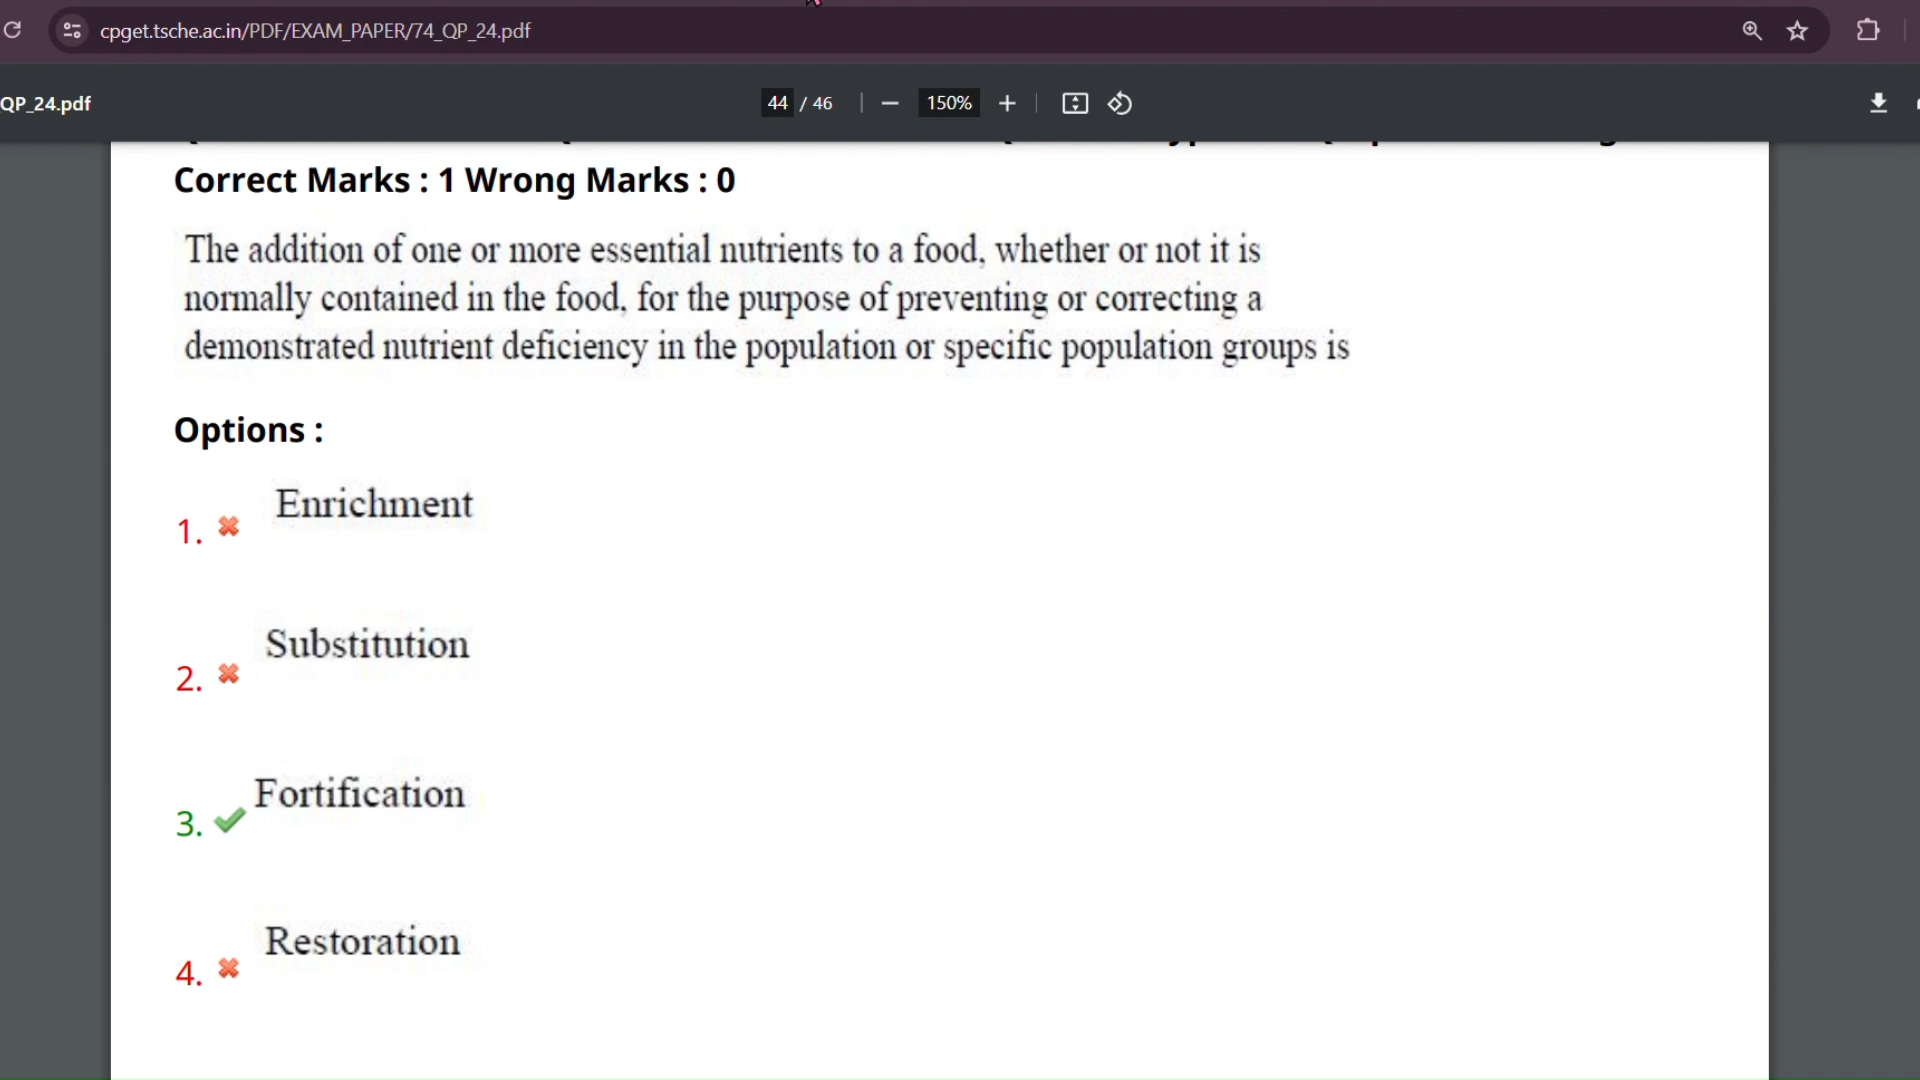 cpget.tsche.ac.in/PDF/EXAM_PAPER/74_QP_24.pdf
QP_24.pdf
44 / 46
150%
Correct Marks : 1 Wrong Marks : 0
The addition of one or more essential nutrients to a food, whether or not it is
normally contained in the food, for the purpose of preventing or correcting a
demonstrated nutrient deficiency in the population or specific population groups is
Options :
1. Enrichment
2. Substitution
3. Fortification
4. Restoration